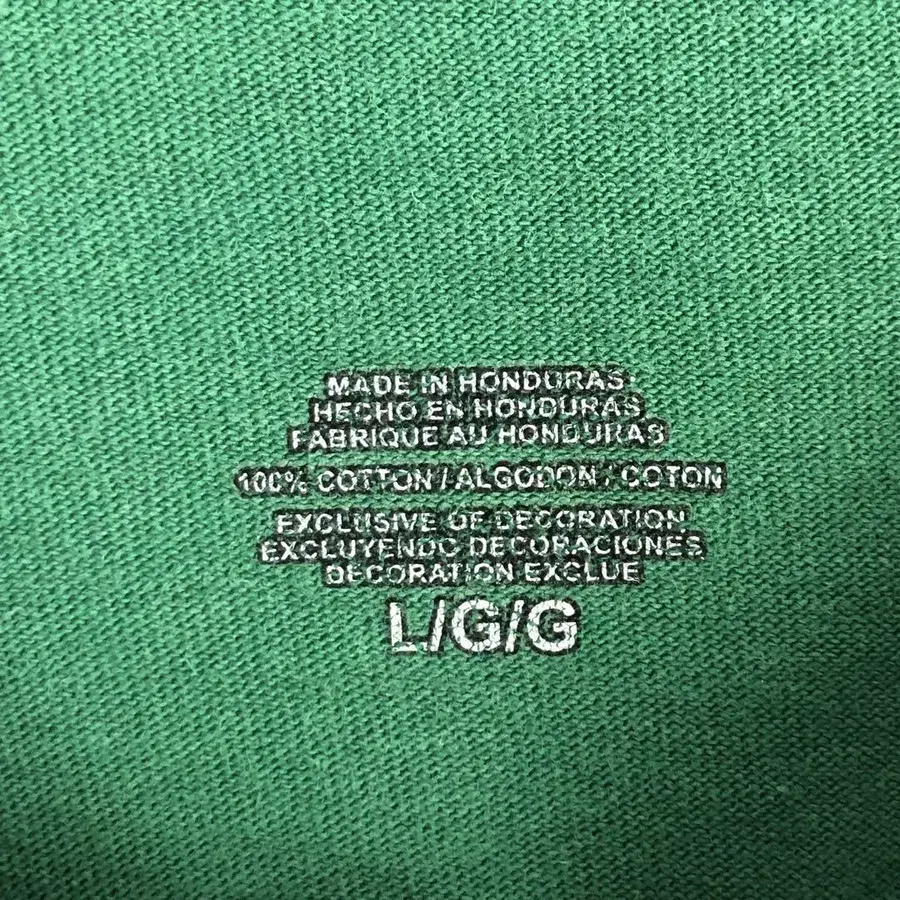 MADE IN HONDURAS
HECHO EN HONDURAS
FABRIQUE AU HONDURAS
100% COTTON / ALGODON / COTON
EXCLUSIVE OF DECORATION
EXCLUYENDO DECORACIONES
DECORATION EXCLUE
L/G/G